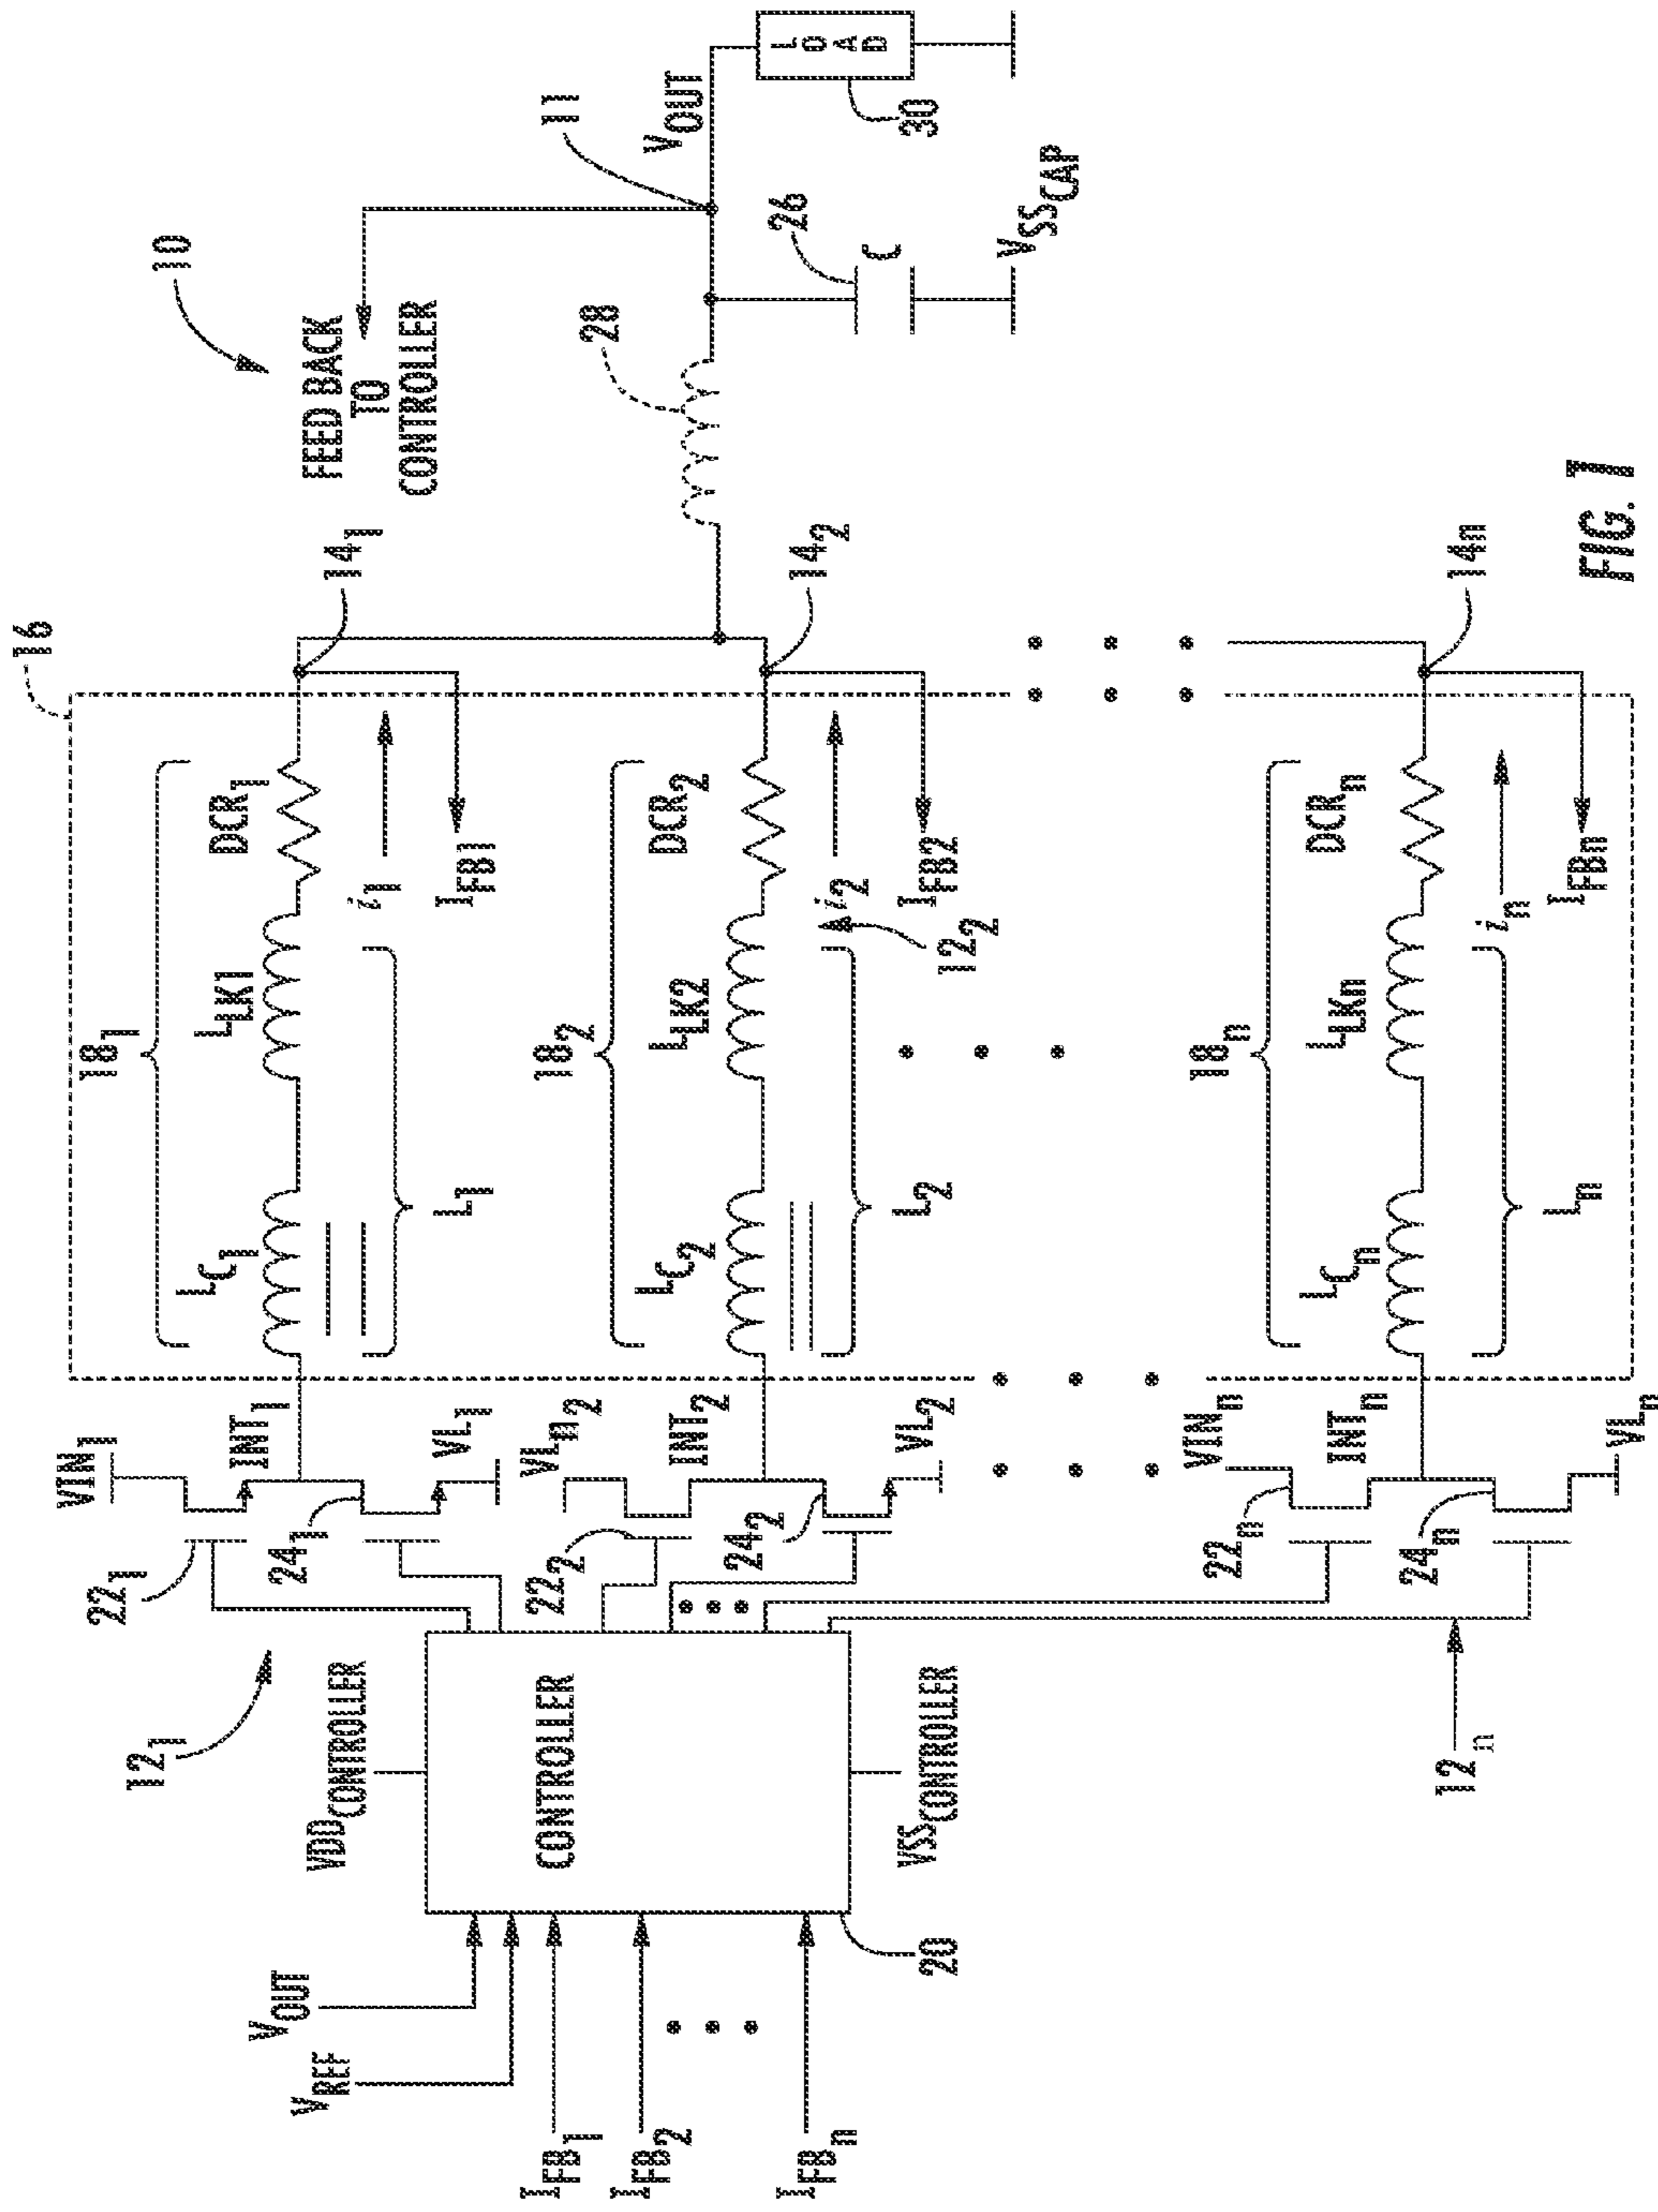 10
FEED BACK
TO
CONTROLLER
11
VOUT
LOAD
30
26
C
VSSCAP
28
16
14₁
14₂
14n
18₁
LC₁
LLK1
DCR₁
i₁
IFB1
L₁
18₂
LC₂
LLK2
DCR₂
i₂
12₂
IFB2
L₂
18n
LCn
LLKn
DCRn
in
IFBn
Ln
VIN₁
INT₁
VL₁
22₁
24₁
VLn₂
INT₂
VL₂
22₂
24₂
VINn
INTn
VLn
22n
24n
12₁
12n
VDDCONTROLLER
CONTROLLER
VSSCONTROLLER
20
VOUT
VREF
IFB₁
IFB₂
IFBn
FIG. 1